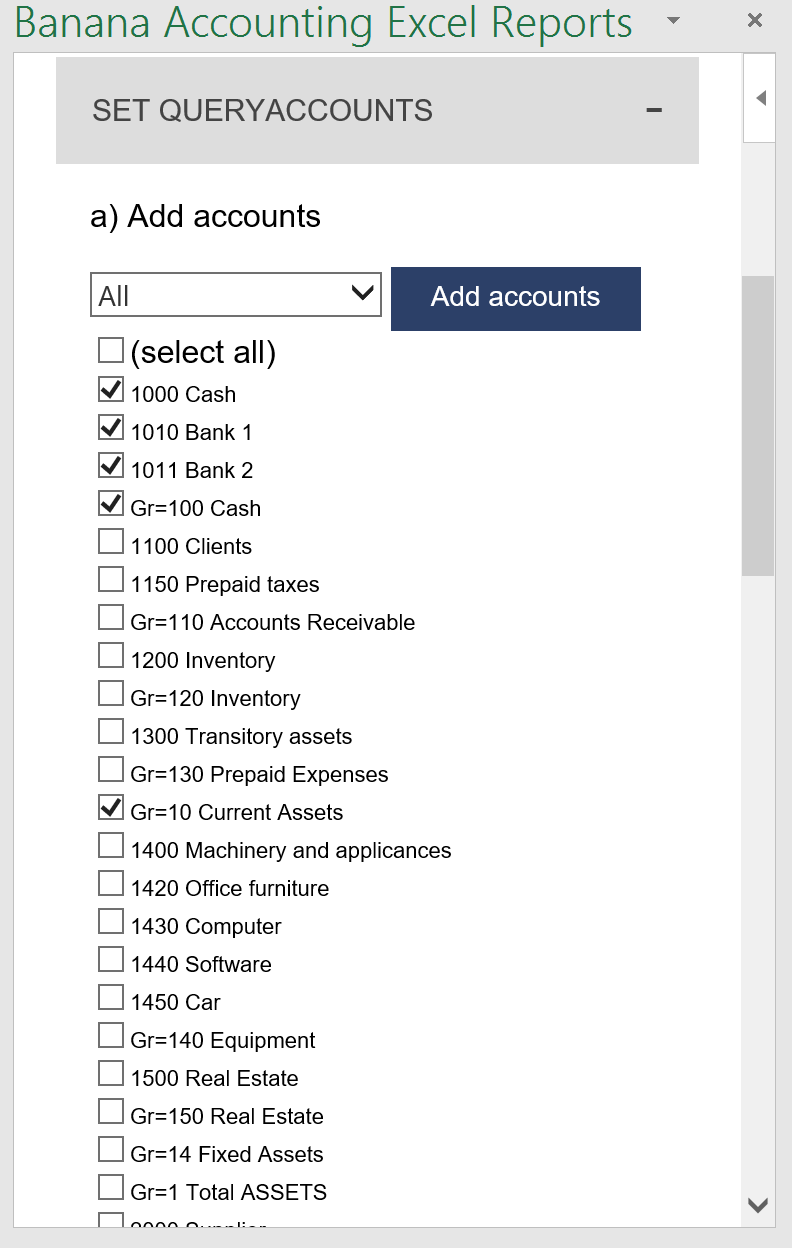 Banana Accounting Excel Reports
SET QUERYACCOUNTS
a) Add accounts
All
Add accounts
(select all)
1000 Cash
1010 Bank 1
1011 Bank 2
Gr=100 Cash
1100 Clients
1150 Prepaid taxes
Gr=110 Accounts Receivable
1200 Inventory
Gr=120 Inventory
1300 Transitory assets
Gr=130 Prepaid Expenses
Gr=10 Current Assets
1400 Machinery and applicances
1420 Office furniture
1430 Computer
1440 Software
1450 Car
Gr=140 Equipment
1500 Real Estate
Gr=150 Real Estate
Gr=14 Fixed Assets
Gr=1 Total ASSETS